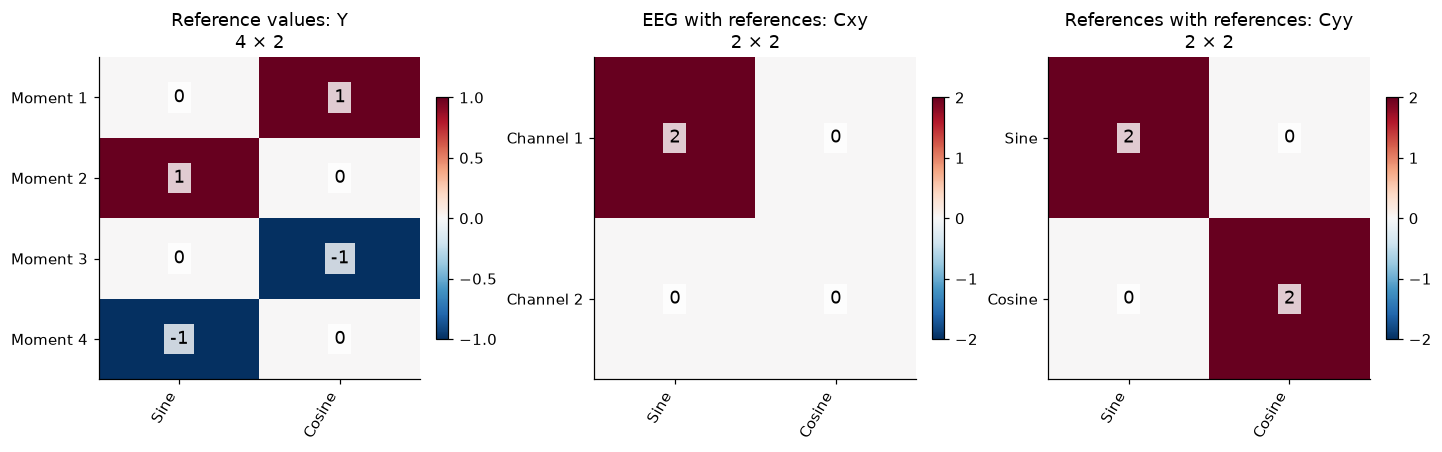 Reference values: Y
4 × 2
Moment 1
Moment 2
Moment 3
Moment 4
0
1
1
0
0
-1
-1
0
Sine
Cosine
1.0
0.5
0.0
−0.5
−1.0
EEG with references: Cxy
2 × 2
Channel 1
Channel 2
2
0
0
0
Sine
Cosine
2
1
0
−1
−2
References with references: Cyy
2 × 2
Sine
Cosine
2
0
0
2
Sine
Cosine
2
1
0
−1
−2